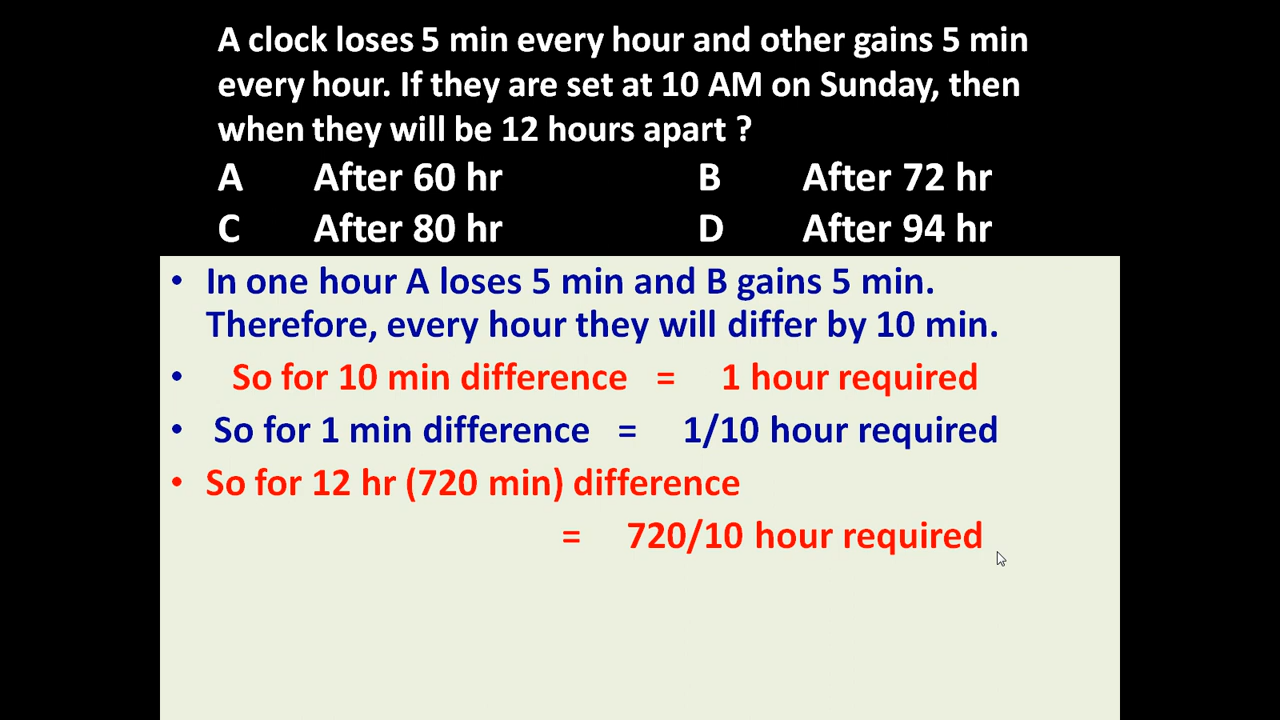 A clock loses 5 min every hour and other gains 5 min
every hour. If they are set at 10 AM on Sunday, then
when they will be 12 hours apart ?
A After 60 hr B After 72 hr
C After 80 hr D After 94 hr
• In one hour A loses 5 min and B gains 5 min.
Therefore, every hour they will differ by 10 min.
• So for 10 min difference = 1 hour required
• So for 1 min difference = 1/10 hour required
• So for 12 hr (720 min) difference
= 720/10 hour required